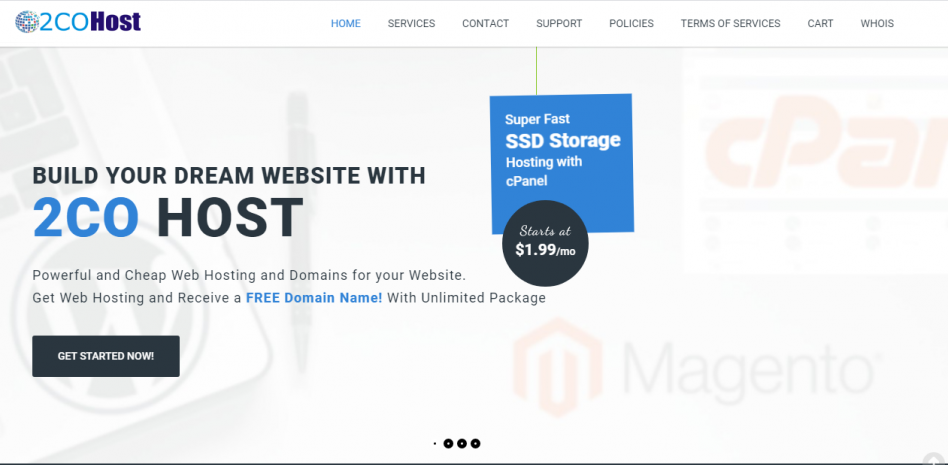 2COHost
HOME SERVICES CONTACT SUPPORT POLICIES TERMS OF SERVICES CART WHOIS
Super Fast
SSD Storage
Hosting with
cPanel
Starts at
$1.99/mo
cPan
BUILD YOUR DREAM WEBSITE WITH
2CO HOST
Powerful and Cheap Web Hosting and Domains for your Website.
Get Web Hosting and Receive a FREE Domain Name! With Unlimited Package
GET STARTED NOW!
Magento